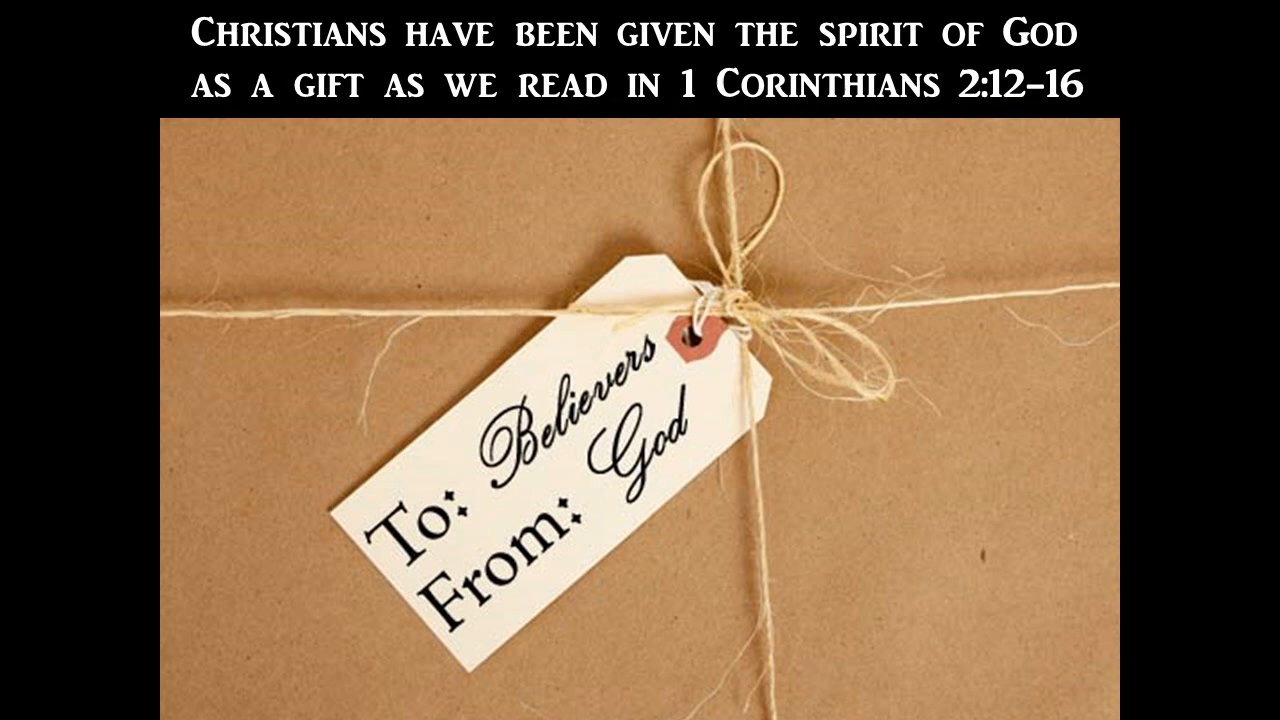 Christians have been given the spirit of God
as a gift as we read in 1 Corinthians 2:12-16
To: Believers
From: God